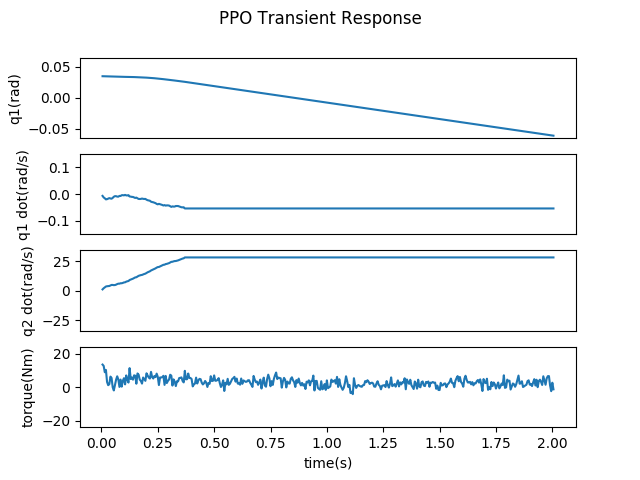 PPO Transient Response
q1(rad)
0.05
0.00
−0.05
q1 dot(rad/s)
0.1
0.0
−0.1
q2 dot(rad/s)
25
0
−25
torque(Nm)
20
0
−20
0.00 0.25 0.50 0.75 1.00 1.25 1.50 1.75 2.00
time(s)